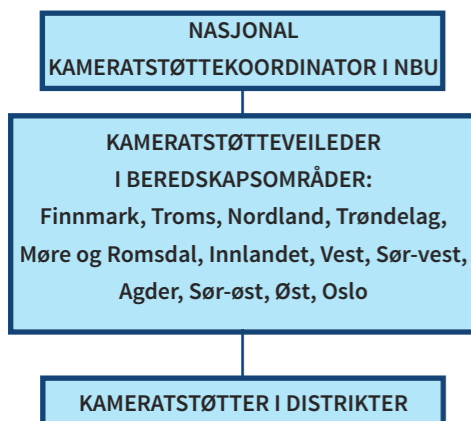 NASJONAL
KAMERATSTØTTEKOORDINATOR I NBU
KAMERATSTØTTEVEILEDER
I BEREDSKAPSOMRÅDER:
Finnmark, Troms, Nordland, Trøndelag,
Møre og Romsdal, Innlandet, Vest, Sør-vest,
Agder, Sør-øst, Øst, Oslo
KAMERATSTØTTER I DISTRIKTER